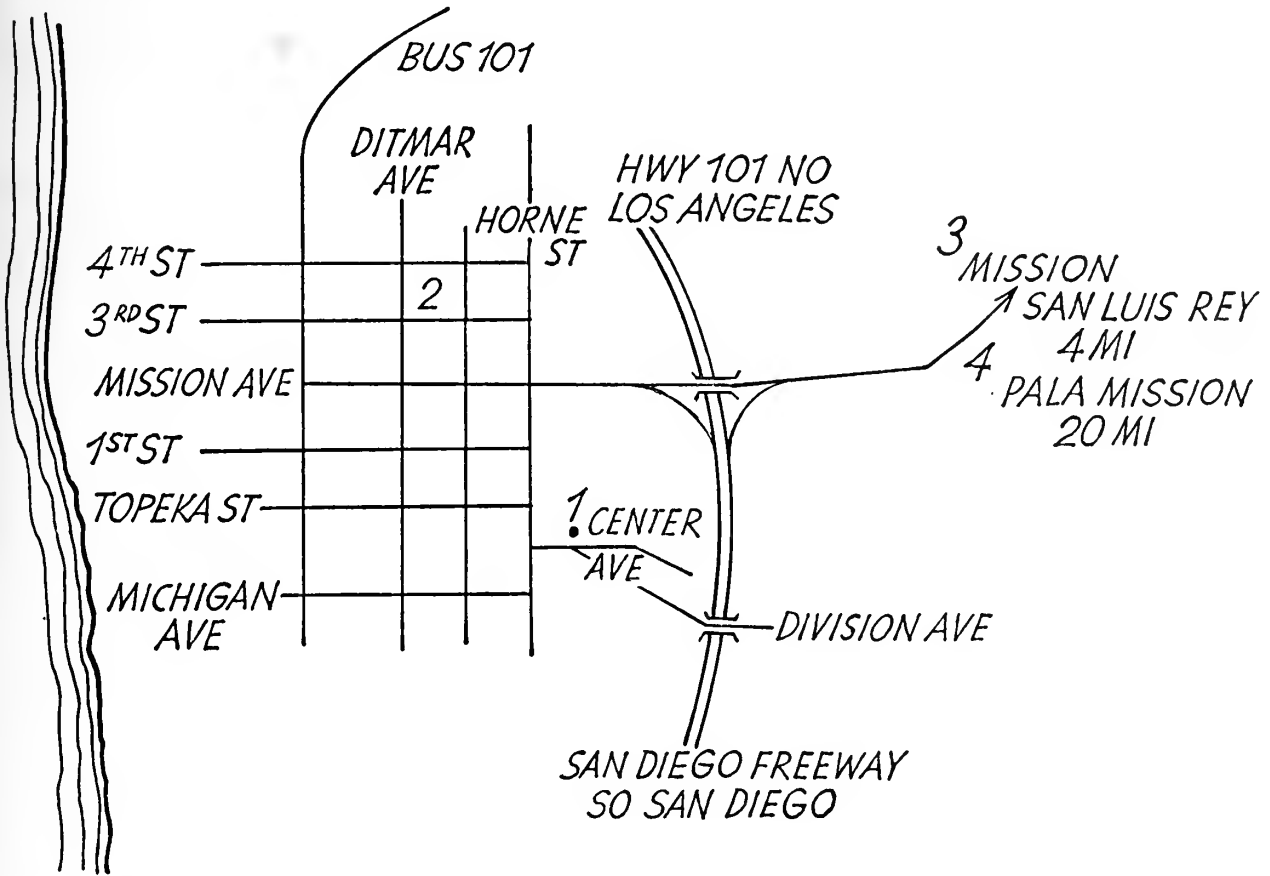 BUS 101
DITMAR
AVE
HORNE
ST
HWY 101 NO
LOS ANGELES
4TH ST
2
3RD ST
MISSION AVE
1ST ST
TOPEKA ST
1
CENTER
AVE
MICHIGAN
AVE
DIVISION AVE
3
MISSION
SAN LUIS REY
4 MI
4
PALA MISSION
20 MI
SAN DIEGO FREEWAY
SO SAN DIEGO